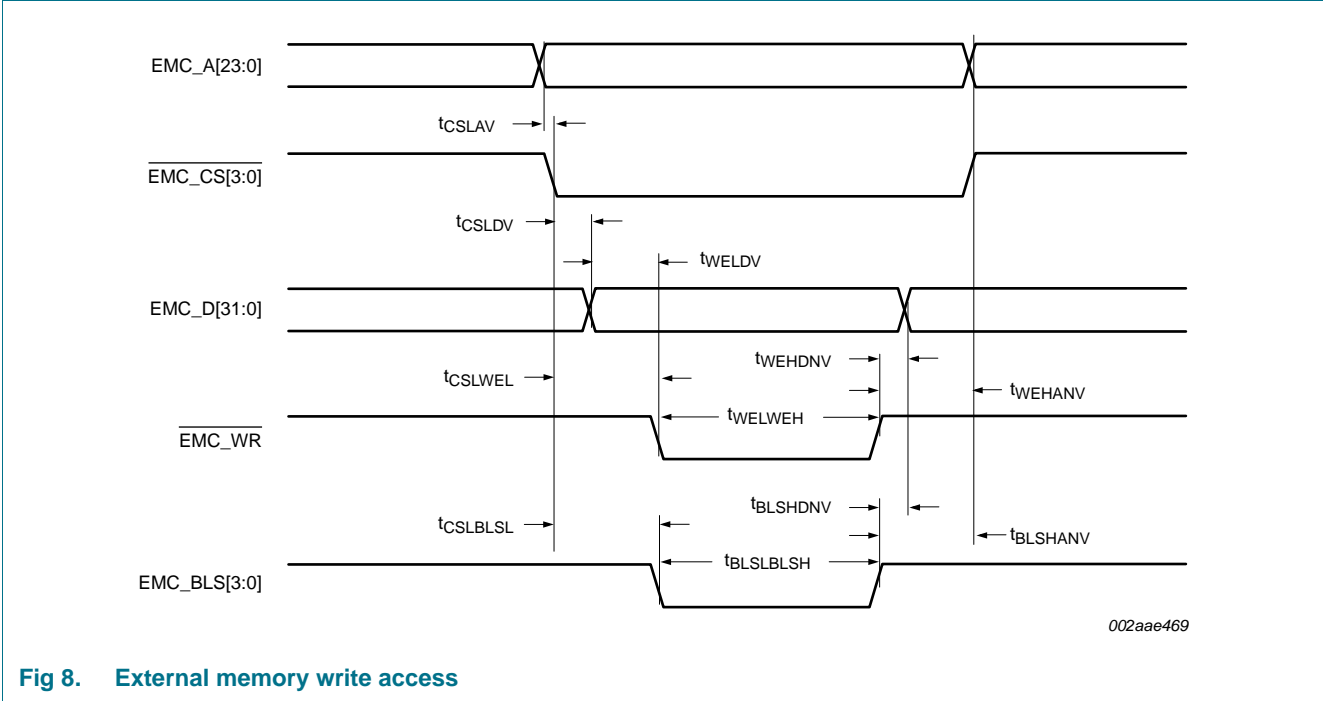 EMC_A[23:0]
tCSLAV
EMC_CS[3:0]
tCSLDV
tWELDV
EMC_D[31:0]
tWEHDNV
tCSLWEL
tWEHANV
tWELWEH
EMC_WR
tBLSHDNV
tCSLBLSL
tBLSHANV
tBLSLBLSH
EMC_BLS[3:0]
002aae469
Fig 8. External memory write access